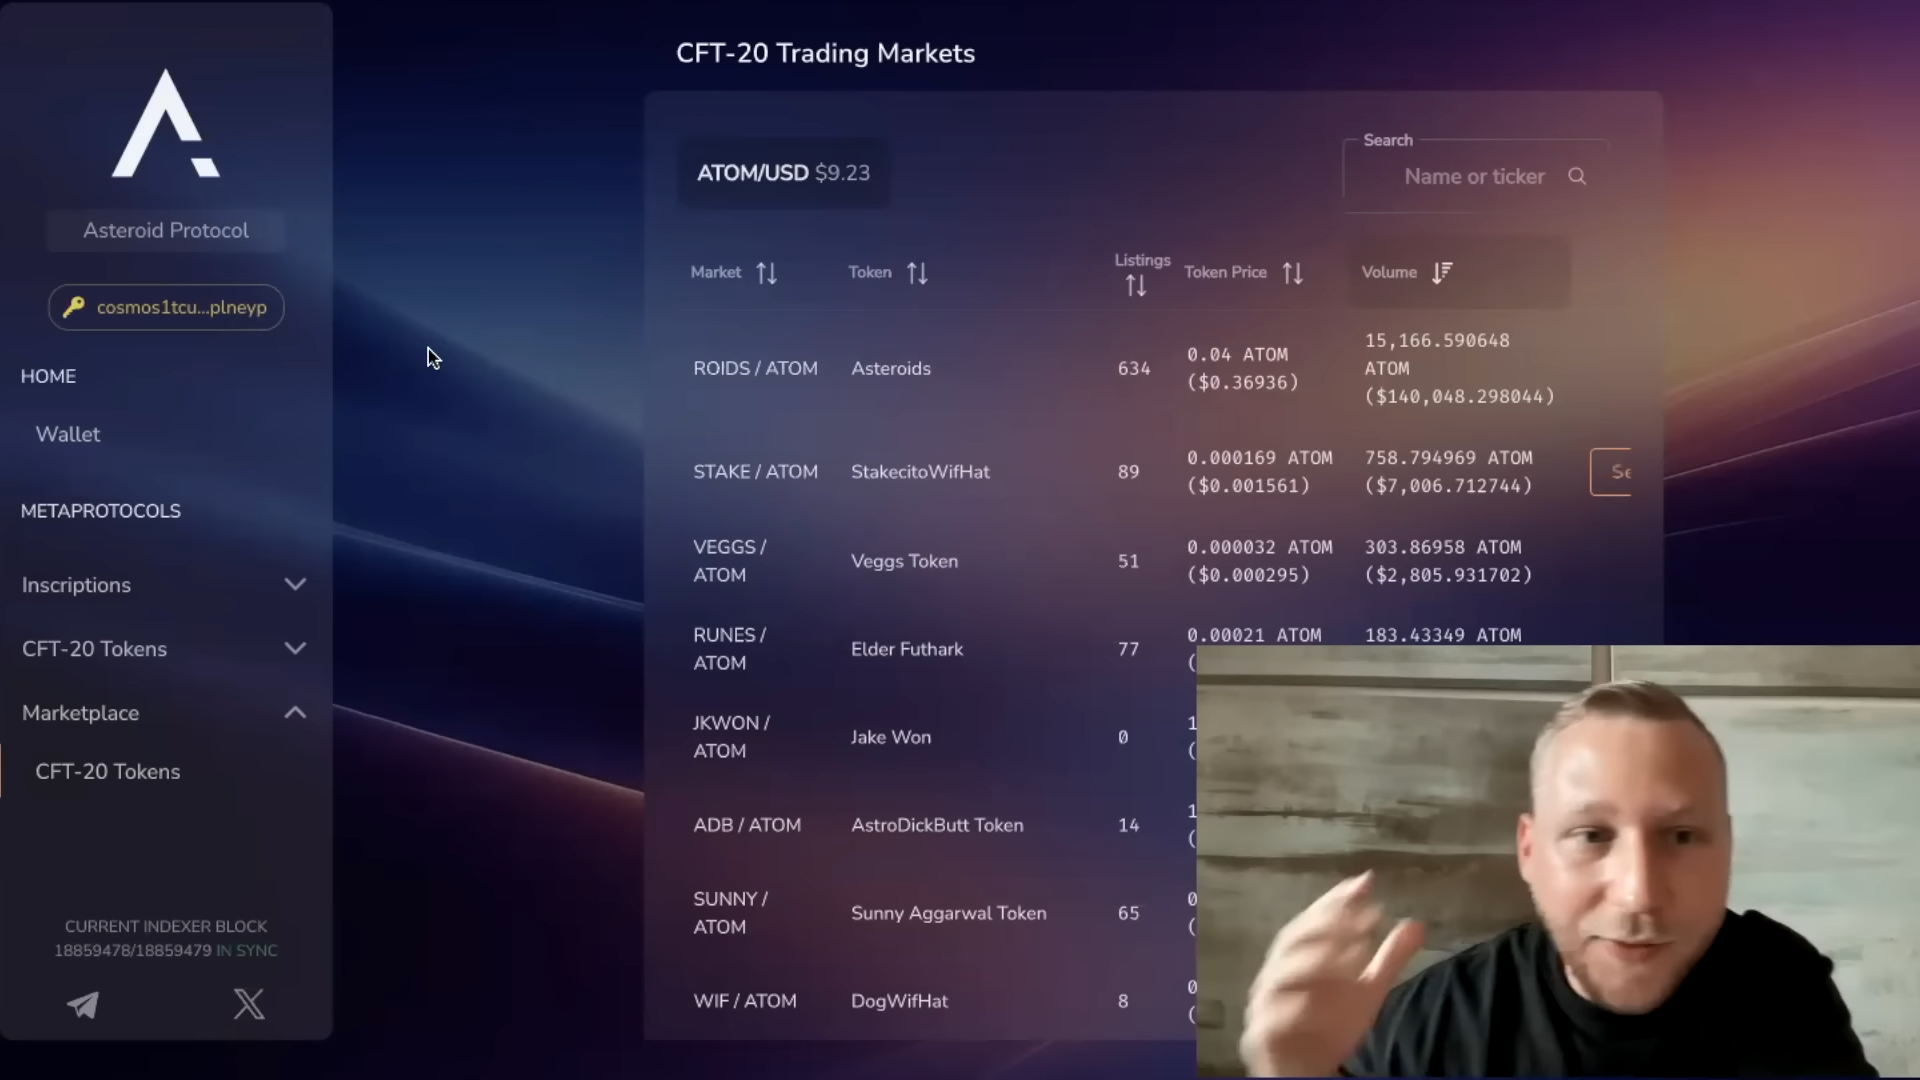 Asteroid Protocol
cosmos1tcu...plneyp
HOME
Wallet
METAPROTOCOLS
Inscriptions
CFT-20 Tokens
Marketplace
CFT-20 Tokens
CURRENT INDEXER BLOCK
18859478/18859479 IN SYNC
CFT-20 Trading Markets
ATOM/USD $9.23
Search
Name or ticker
Market Token Listings Token Price Volume
ROIDS / ATOM Asteroids 634 0.04 ATOM ($0.36936) 15,166.590648 ATOM ($140,048.298044)
STAKE / ATOM StakecitoWifHat 89 0.000169 ATOM ($0.001561) 758.794969 ATOM ($7,006.712744)
VEGGS / ATOM Veggs Token 51 0.000032 ATOM ($0.000295) 303.86958 ATOM ($2,805.931702)
RUNES / ATOM Elder Futhark 77 0.00021 ATOM 183.43349 ATOM
JKWON / ATOM Jake Won 0
ADB / ATOM AstroDickButt Token 14
SUNNY / ATOM Sunny Aggarwal Token 65
WIF / ATOM DogWifHat 8